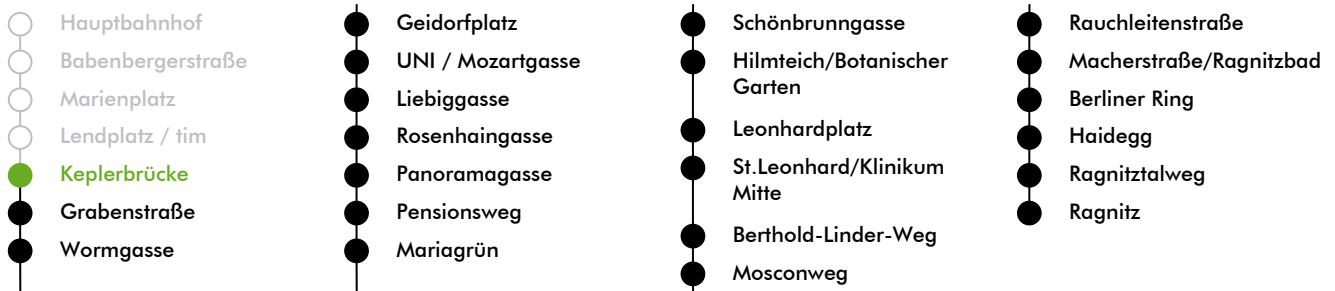 Hauptbahnhof
Babenbergerstraße
Marienplatz
Lendplatz / tim
Keplerbrücke
Grabenstraße
Wormgasse
Geidorfplatz
UNI / Mozartgasse
Liebiggasse
Rosenhaingasse
Panoramagasse
Pensionsweg
Mariagrün
Schönbrunngasse
Hilmteich/Botanischer
Garten
Leonhardplatz
St.Leonhard/Klinikum
Mitte
Berthold-Linder-Weg
Mosconweg
Rauchleitenstraße
Macherstraße/Ragnitzbad
Berliner Ring
Haidegg
Ragnitztalweg
Ragnitz